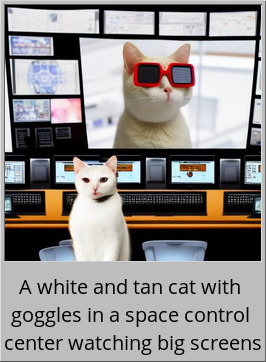 A white and tan cat with
goggles in a space control
center watching big screens